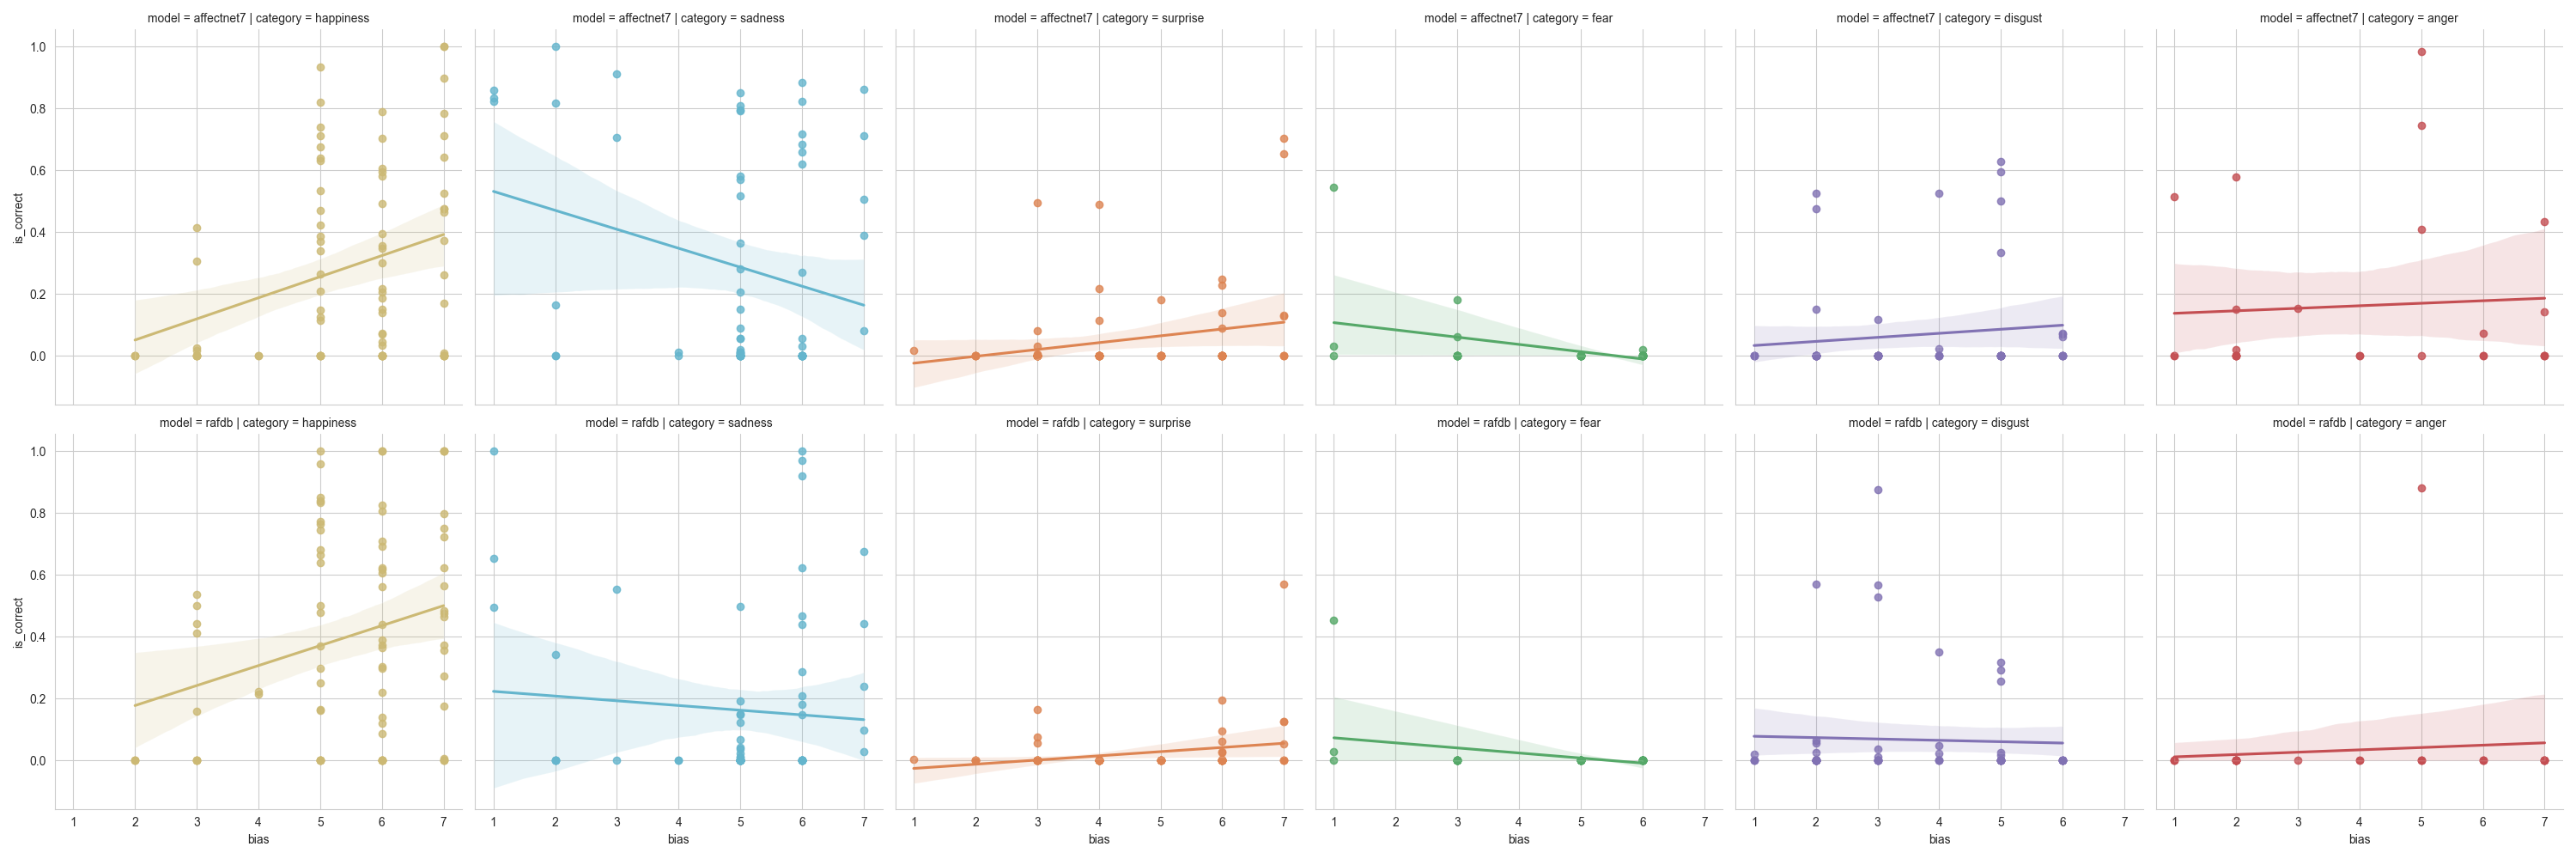 model = affectnet7 | category = happiness
model = affectnet7 | category = sadness
model = affectnet7 | category = surprise
model = affectnet7 | category = fear
model = affectnet7 | category = disgust
model = affectnet7 | category = anger
1.0
0.8
0.6
0.4
0.2
0.0
is_correct
model = rafdb | category = happiness
model = rafdb | category = sadness
model = rafdb | category = surprise
model = rafdb | category = fear
model = rafdb | category = disgust
model = rafdb | category = anger
1.0
0.8
0.6
0.4
0.2
0.0
is_correct
1 2 3 4 5 6 7
1 2 3 4 5 6 7
1 2 3 4 5 6 7
1 2 3 4 5 6 7
1 2 3 4 5 6 7
1 2 3 4 5 6 7
bias
bias
bias
bias
bias
bias